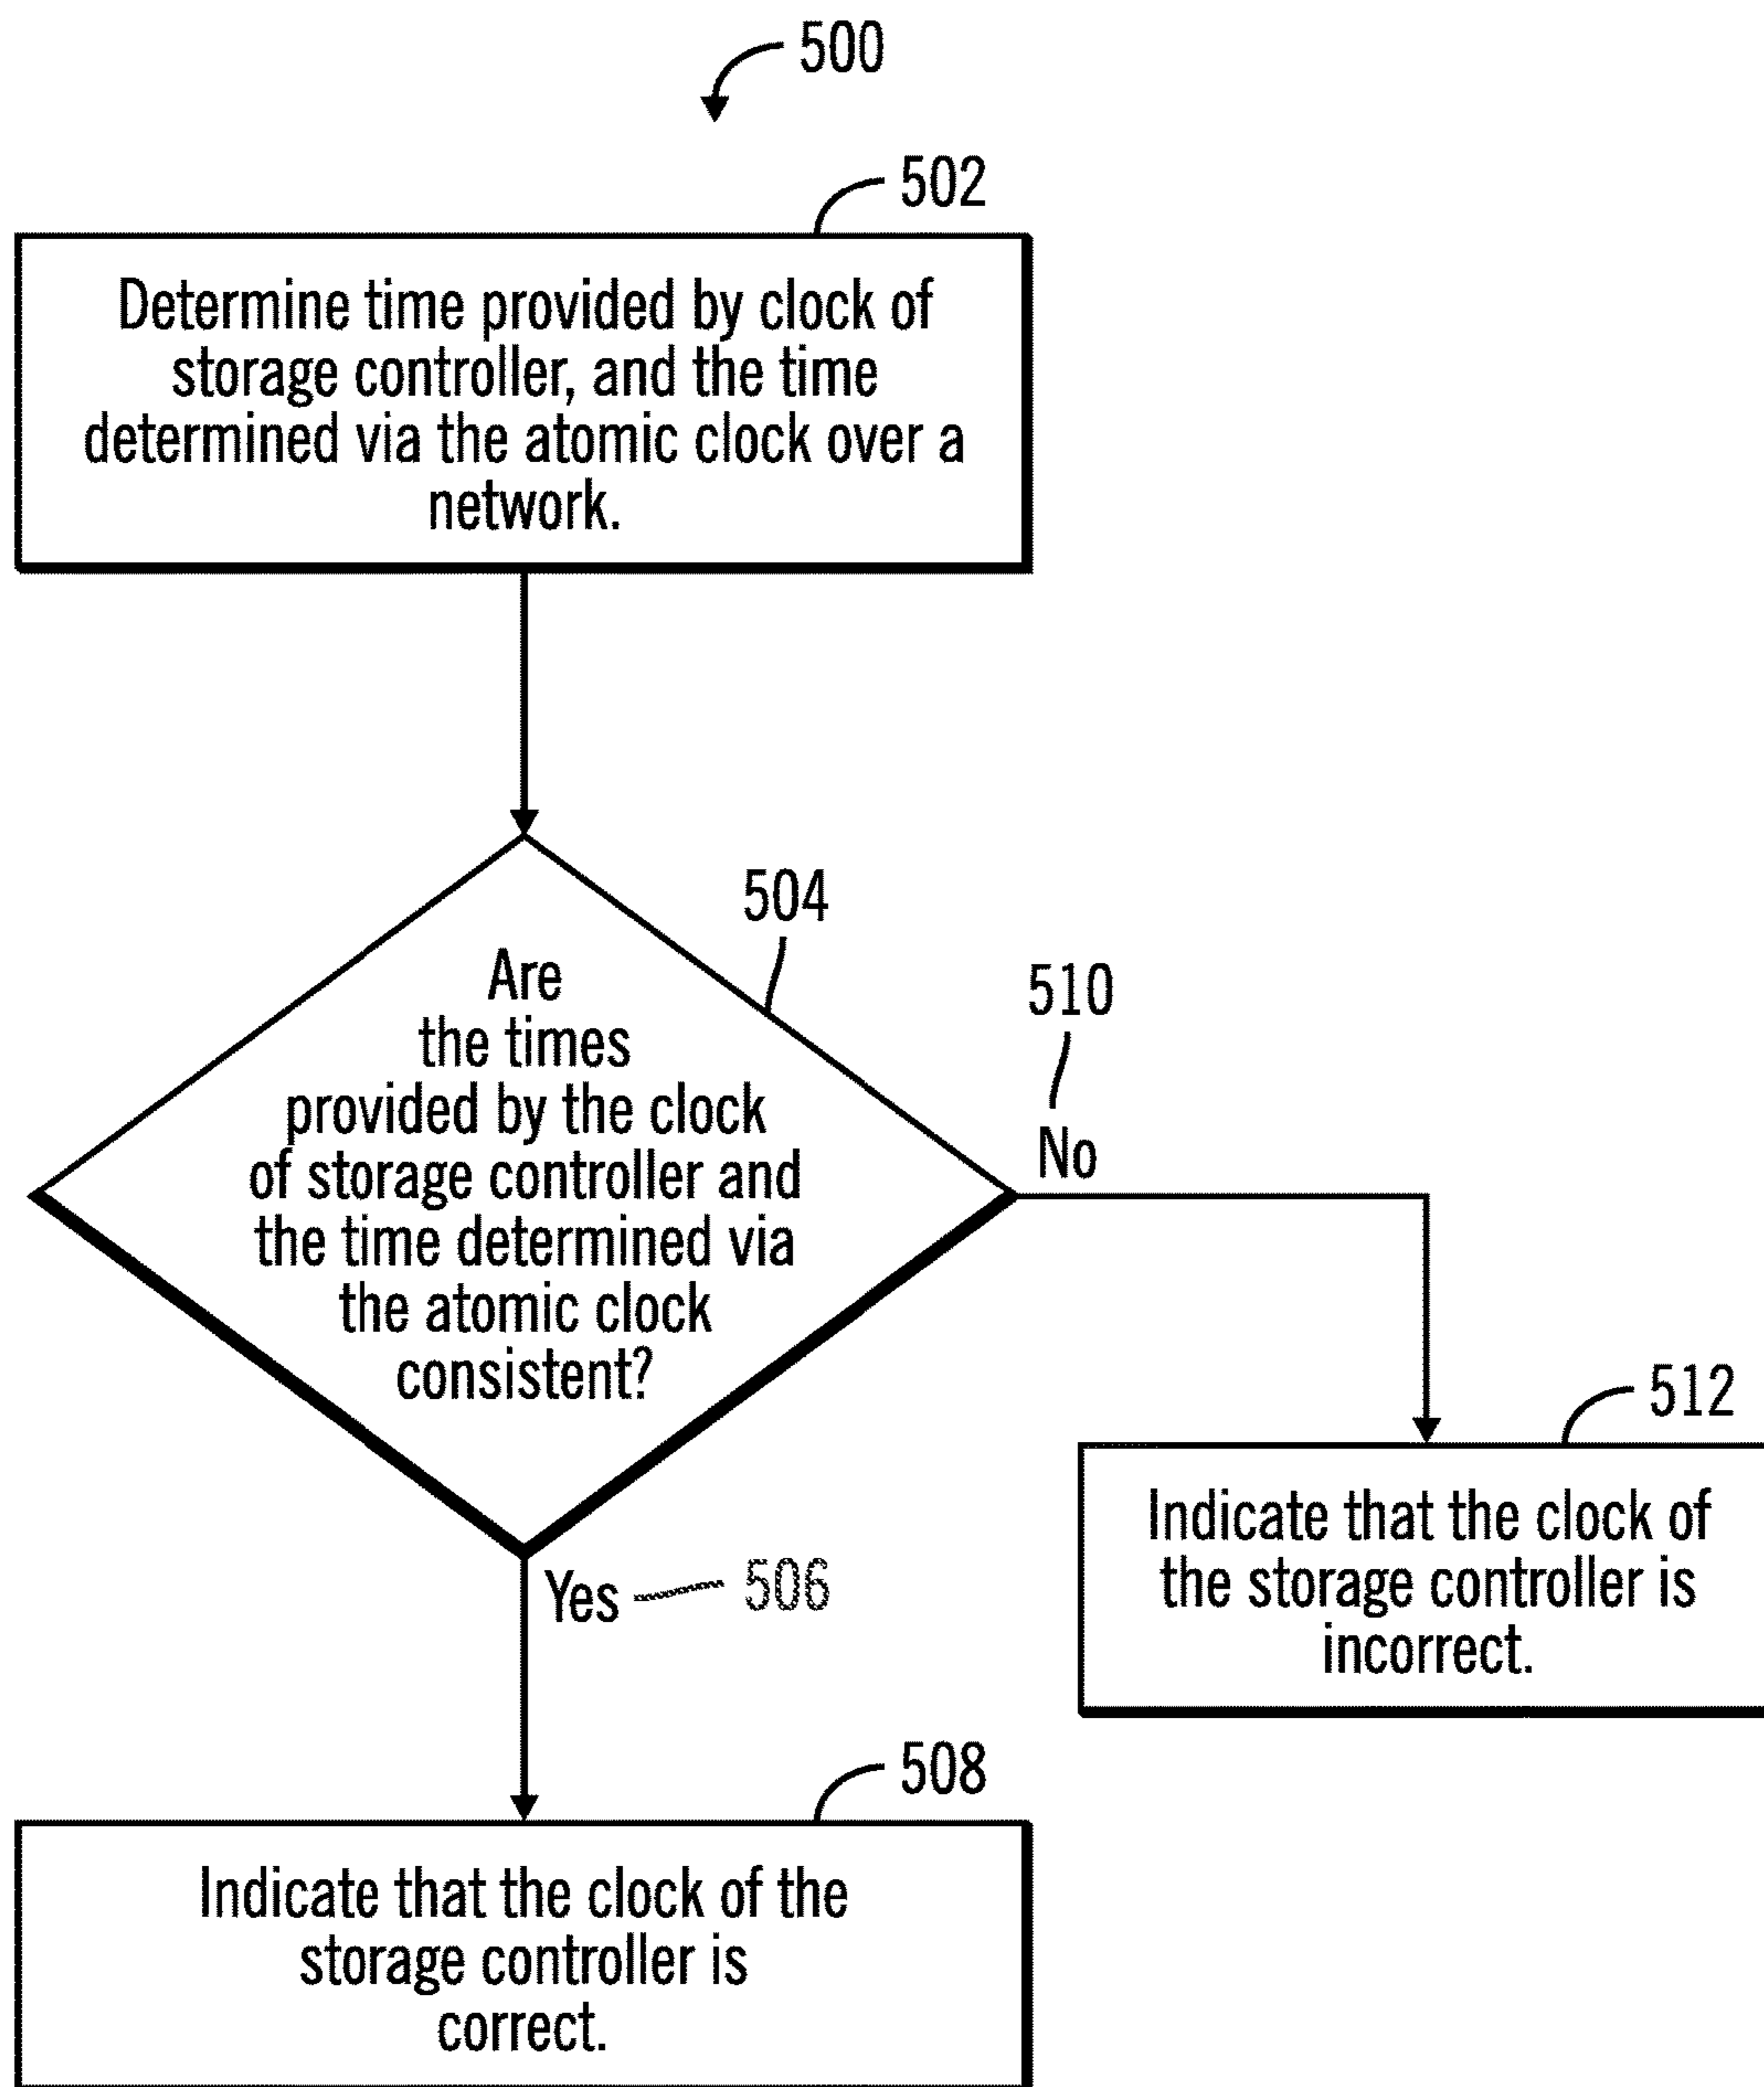 500
502
Determine time provided by clock of
storage controller, and the time
determined via the atomic clock over a
network.
504
Are
the times
provided by the clock
of storage controller and
the time determined via
the atomic clock
consistent?
510
No
512
Indicate that the clock of
the storage controller is
incorrect.
Yes 506
508
Indicate that the clock of the
storage controller is
correct.